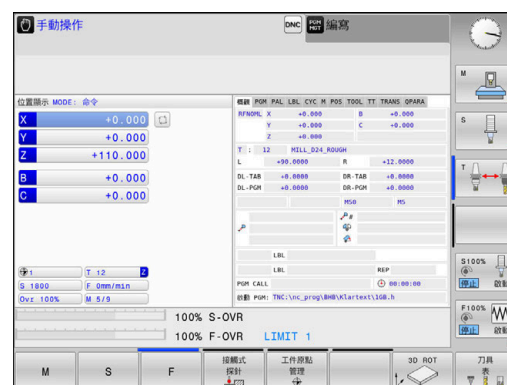 手動操作
DNC PGM MGT 編寫
位置顯示 MODE: 命令
X +0.000
Y +0.000
Z +110.000
B +0.000
C +0.000
1 T 12 Z
S 1800 F 0mm/min
Ovr 100% M 5/9
概觀 PGM PAL LBL CYC M POS TOOL TT TRANS QPARA
RFNOML X +0.000 B +0.000
Y +0.000 C +0.000
Z +0.000
T : 12 MILL_D24_ROUGH
L +90.0000 R +12.0000
DL-TAB +0.0000 DR-TAB +0.0000
DL-PGM +0.0000 DR-PGM +0.0000
M50 M5
P #
P
LBL
LBL REP
PGM CALL 00:00:00
啟動 PGM: TNC:\nc_prog\BHB\Klartext\1GB.h
100% S-OVR
100% F-OVR LIMIT 1
M
S
T
S100%
停止 啟動
F100% W
停止 啟動
M
S
F
接觸式
探針
工件原點
管理
3D ROT
刀具
表